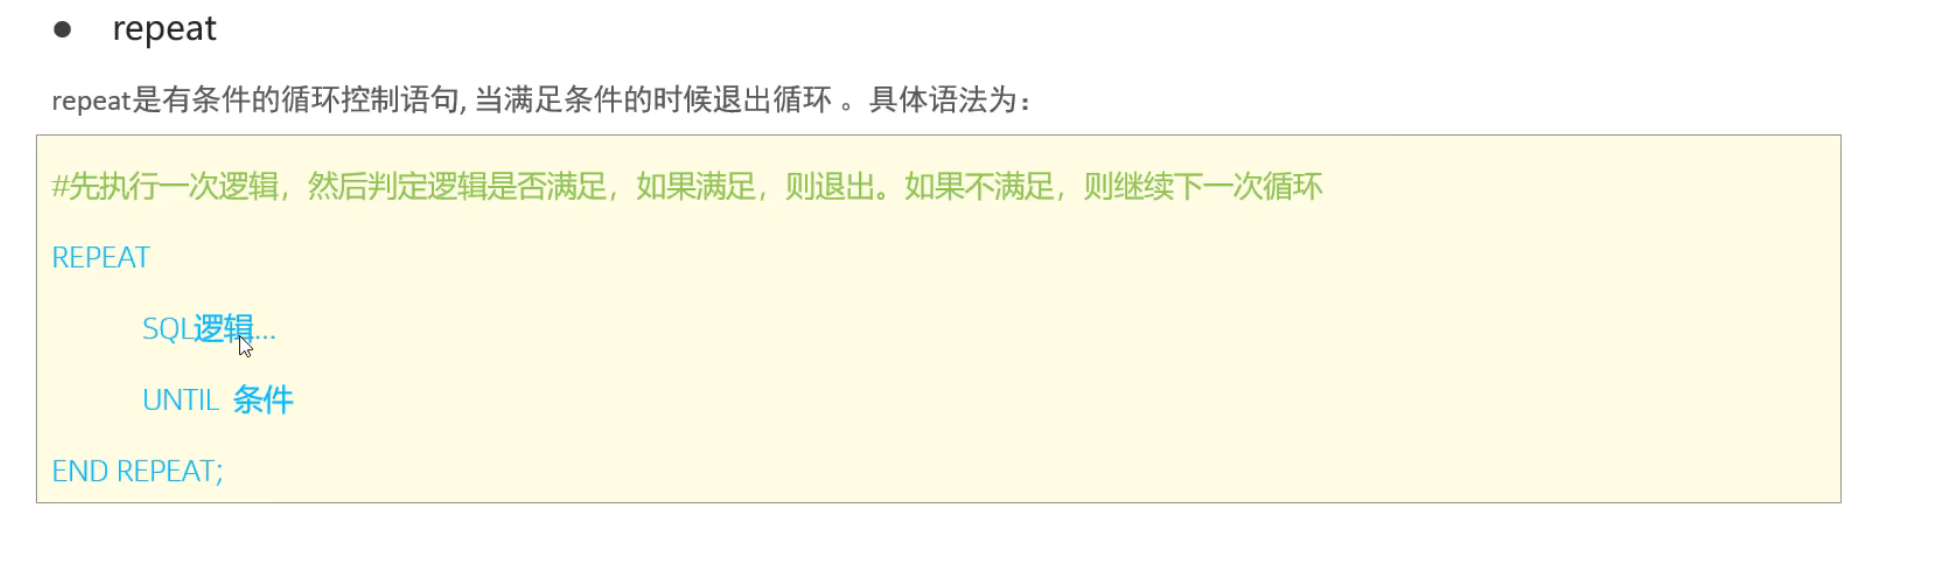 ● repeat
repeat是有条件的循环控制语句, 当满足条件的时候退出循环 。具体语法为：
#先执行一次逻辑，然后判定逻辑是否满足，如果满足，则退出。如果不满足，则继续下一次循环
REPEAT
SQL逻辑...
UNTIL 条件
END REPEAT;